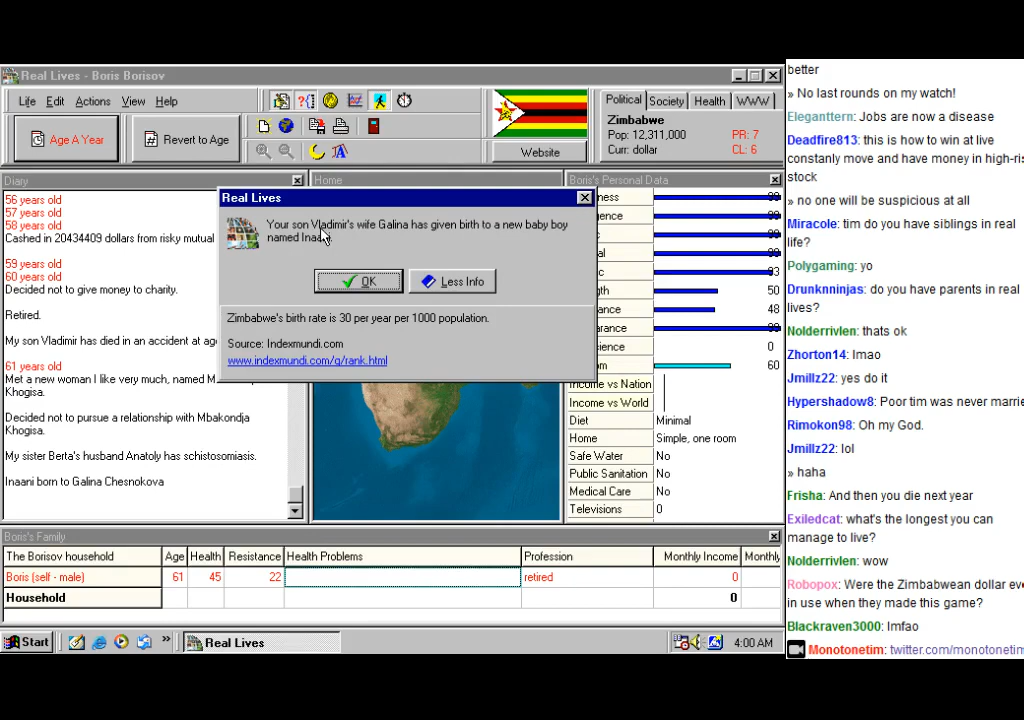 Real Lives - Boris Borisov
Life Edit Actions View Help
Age A Year
Revert to Age
Website
Political Society Health WWW
Zimbabwe
Pop: 12,311,000 PR: 7
Curr: dollar CL: 6
Diary
Home
Boris's Personal Data
56 years old
57 years old
58 years old
Cashed in 20434409 dollars from risky mutual
59 years old
60 years old
Decided not to give money to charity.
Retired.
My son Vladimir has died in an accident at ag
61 years old
Met a new woman I like very much, named M
Khogisa.
Decided not to pursue a relationship with Mbakondja
Khogisa.
My sister Berta's husband Anatoly has schistosomiasis.
Inaani born to Galina Chesnokova
Real Lives
Your son Vladimir's wife Galina has given birth to a new baby boy
named
OK
Less Info
Zimbabwe's birth rate is 30 per year per 1000 population.
Source: Indexmundi.com
www.indexmundi.com/g/rank.html
ness 99
gence 99
c 99
al 99
c 93
gth 50
ance 48
arance 99
cience 0
om 60
Income vs Nation
Income vs World
Diet Minimal
Home Simple, one room
Safe Water No
Public Sanitation No
Medical Care No
Televisions 0
Boris's Family
The Borisov household Age Health Resistance Health Problems Profession Monthly Income Monthly
Boris (self - male) 61 45 22 retired 0
Household 0
Start
»
Real Lives
4:00 AM
better
» No last rounds on my watch!
Eleganttern: Jobs are now a disease
Deadfire813: this is how to win at live
constanly move and have money in high-ris
stock
» no one will be suspicious at all
Miracole: tim do you have siblings in real
life?
Polygaming: yo
Drunknninjas: do you have parents in real
lives?
Nolderrivlen: thats ok
Zhorton14: lmao
Jmillz22: yes do it
Hypershadow8: Poor tim was never marrie
Rimokon98: Oh my God.
Jmillz22: lol
» haha
Frisha: And then you die next year
Exiledcat: what's the longest you can
manage to live?
Nolderrivlen: wow
Robopox: Were the Zimbabwean dollar eve
in use when they made this game?
Blackraven3000: lmfao
Monotonetim: twitter.com/monotonetim